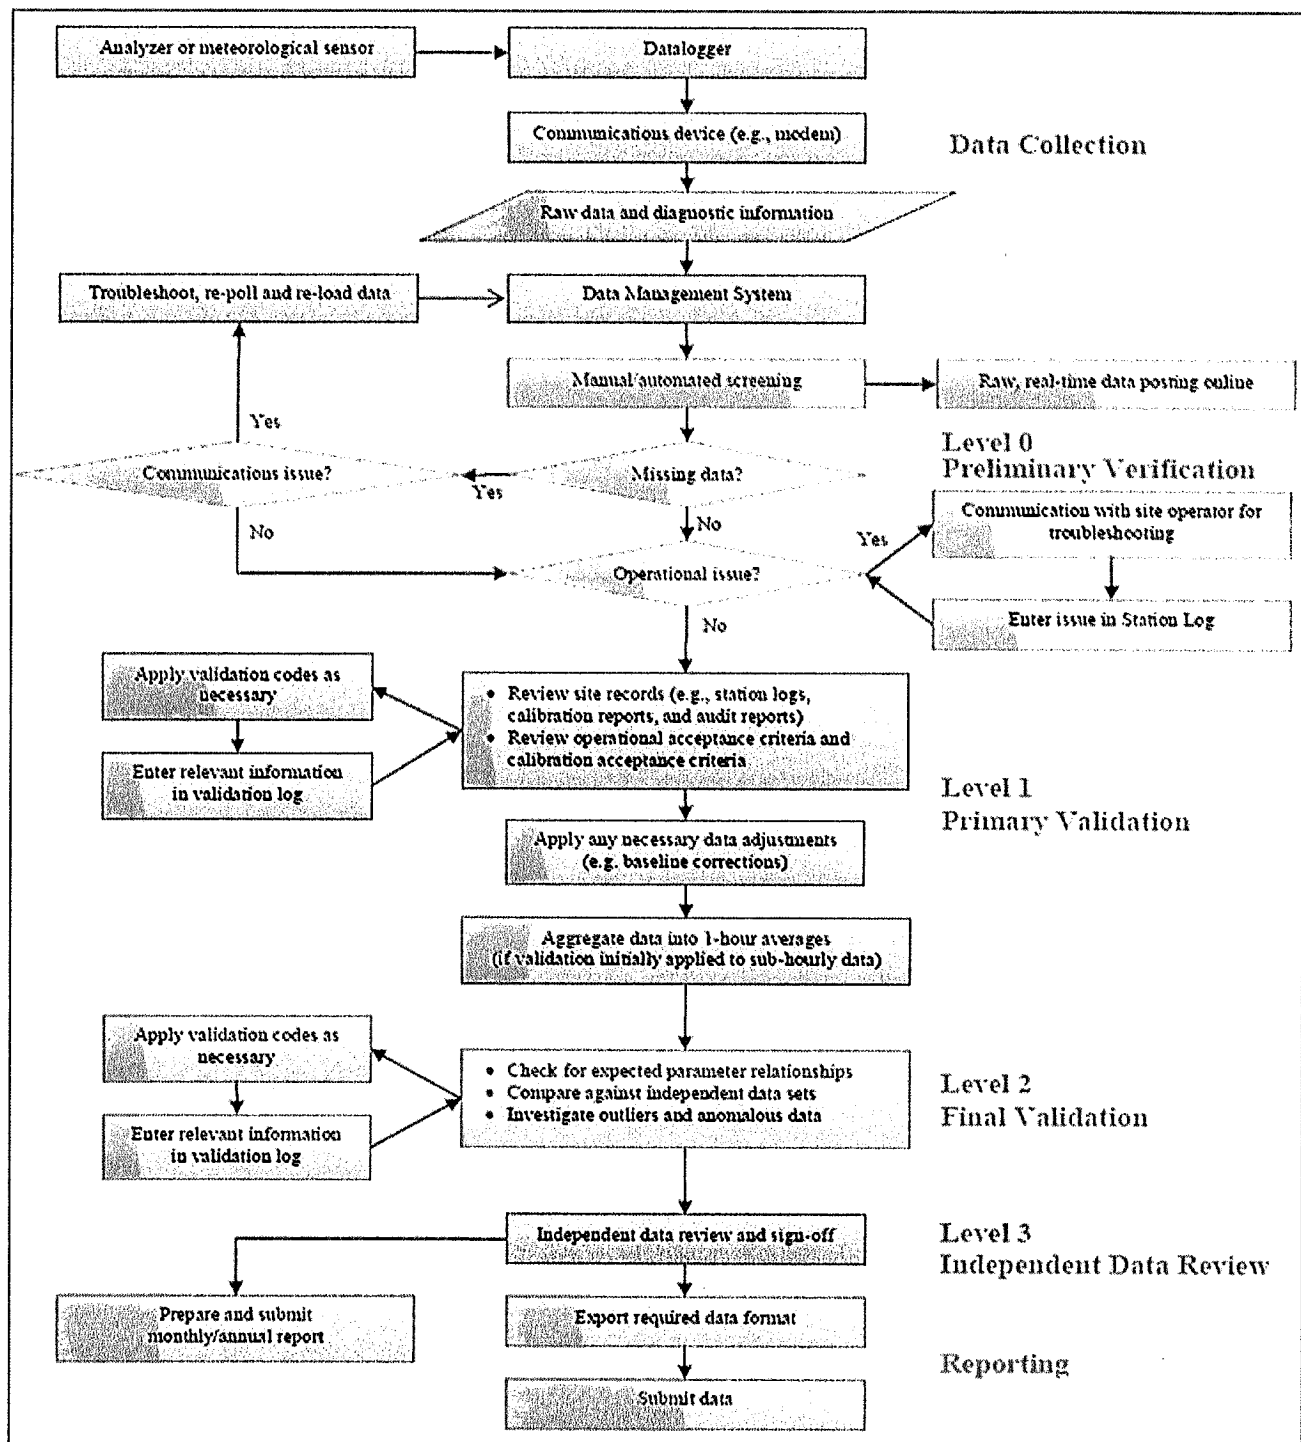 Analyzer or meteorological sensor
Datalogger
Communications device (e.g., modem)
Data Collection
Raw data and diagnostic information
Troubleshoot, re-poll and re-load data
Data Management System
Manual/automated screening
Raw, real-time data posting online
Yes
Level 0
Preliminary Verification
Communications issue?
Yes
Missing data?
No
No
Yes
Communication with site operator for
troubleshooting
Operational issue?
Enter issue in Station Log
No
Apply validation codes as
necessary
• Review site records (e.g., station logs,
calibration reports, and audit reports)
• Review operational acceptance criteria and
calibration acceptance criteria
Enter relevant information
in validation log
Level 1
Primary Validation
Apply any necessary data adjustments
(e.g. baseline corrections)
Aggregate data into 1-hour averages
(if validation initially applied to sub-hourly data)
Apply validation codes as
necessary
• Check for expected parameter relationships
• Compare against independent data sets
• Investigate outliers and anomalous data
Level 2
Final Validation
Enter relevant information
in validation log
Independent data review and sign-off
Level 3
Independent Data Review
Prepare and submit
monthly/annual report
Export required data format
Reporting
Submit data